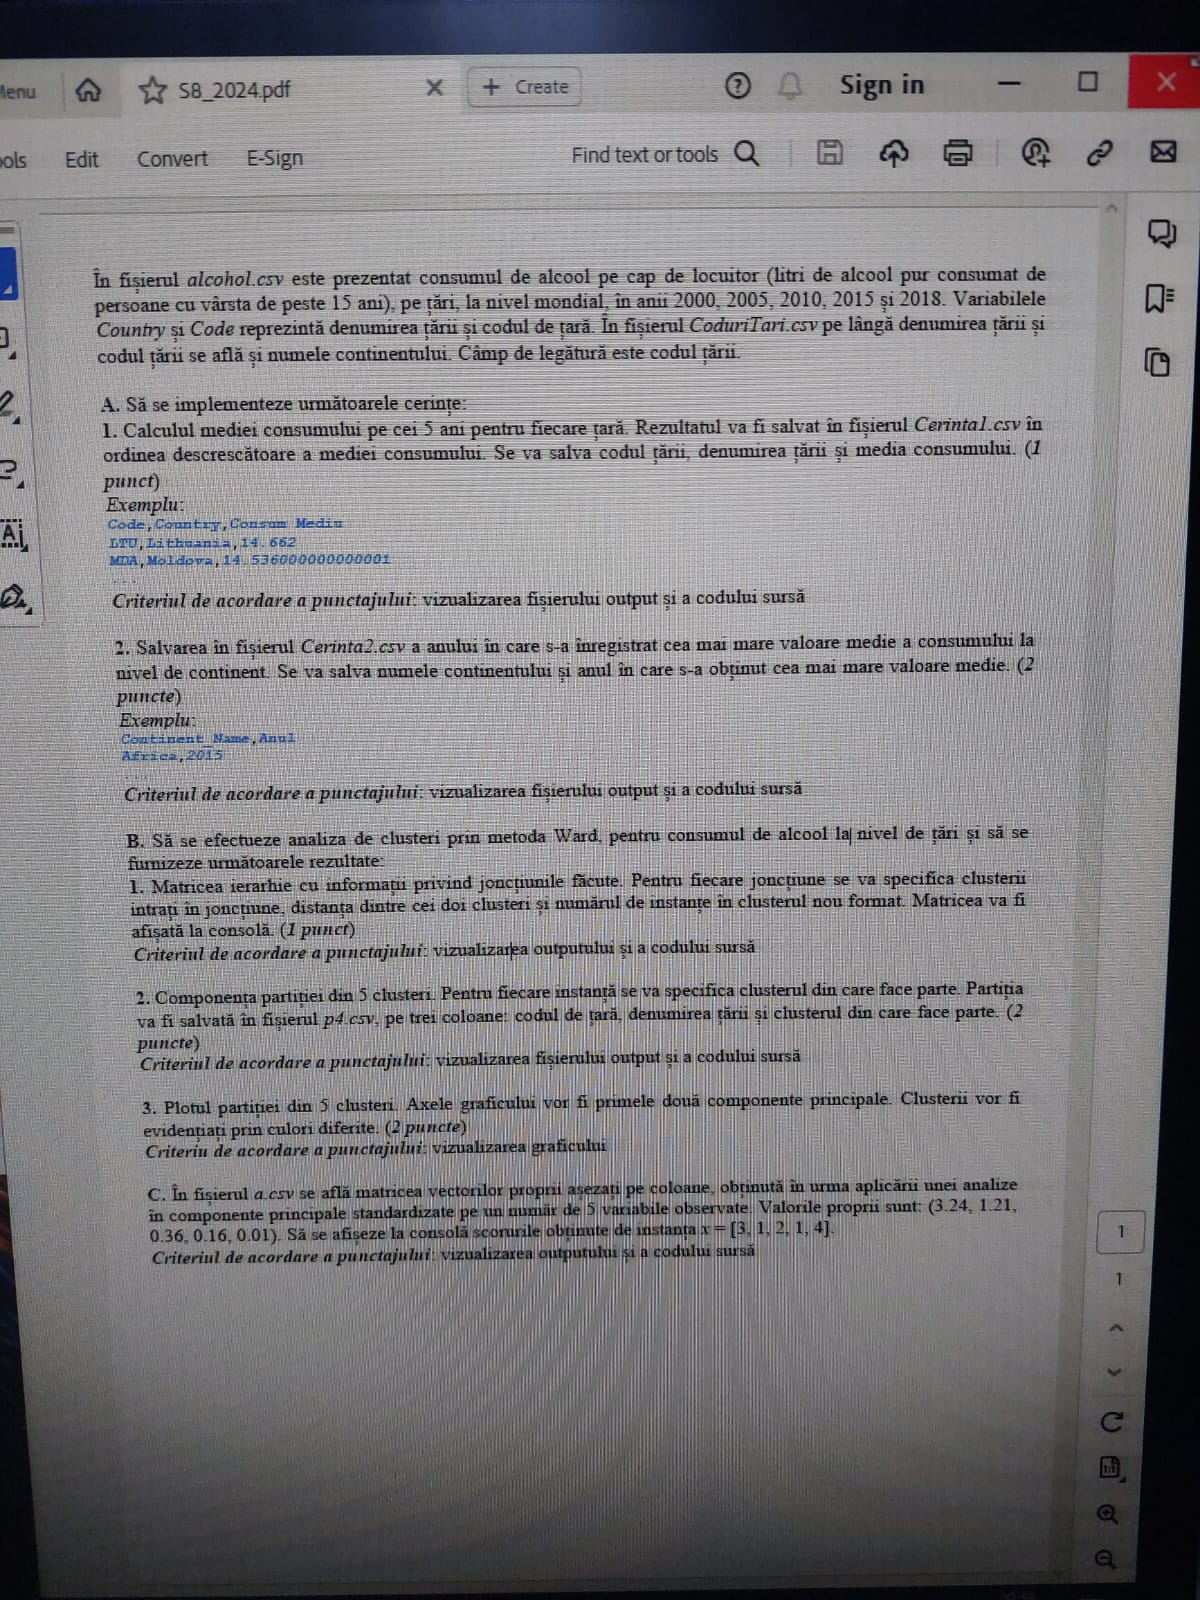 Menu
S8_2024.pdf
+ Create
Sign in
ools Edit Convert E-Sign Find text or tools
În fișierul alcohol.csv este prezentat consumul de alcool pe cap de locuitor (litri de alcool pur consumat de
persoane cu vârsta de peste 15 ani), pe țări, la nivel mondial, în anii 2000, 2005, 2010, 2015 și 2018. Variabilele
Country și Code reprezintă denumirea țării și codul de țară. În fișierul CoduriTari.csv pe lângă denumirea țării și
codul țării se află și numele continentului. Câmp de legătură este codul țării.
A. Să se implementeze următoarele cerințe:
1. Calculul mediei consumului pe cei 5 ani pentru fiecare țară. Rezultatul va fi salvat în fișierul Cerinta1.csv în
ordinea descrescătoare a mediei consumului. Se va salva codul țării, denumirea țării și media consumului. (1
punct)
Exemplu:
Code,Country,Consum Mediu
LTU,Lithuania,14.662
MDA,Moldova,14.536000000000001
...
Criteriul de acordare a punctajului: vizualizarea fișierului output și a codului sursă
2. Salvarea în fișierul Cerinta2.csv a anului în care s-a înregistrat cea mai mare valoare medie a consumului la
nivel de continent. Se va salva numele continentului și anul în care s-a obținut cea mai mare valoare medie. (2
puncte)
Exemplu:
Continent_Name,Anul
Africa,2015
...
Criteriul de acordare a punctajului: vizualizarea fișierului output și a codului sursă
B. Să se efectueze analiza de clusteri prin metoda Ward, pentru consumul de alcool la nivel de țări și să se
furnizeze următoarele rezultate:
1. Matricea ierarhie cu informații privind joncțiunile făcute. Pentru fiecare joncțiune se va specifica clusterii
intrați în joncțiune, distanța dintre cei doi clusteri și numărul de instanțe în clusterul nou format. Matricea va fi
afișată la consolă. (1 punct)
Criteriul de acordare a punctajului: vizualizarea outputului și a codului sursă
2. Componența partiției din 5 clusteri. Pentru fiecare instanță se va specifica clusterul din care face parte. Partiția
va fi salvată în fișierul p4.csv, pe trei coloane: codul de țară, denumirea țării și clusterul din care face parte. (2
puncte)
Criteriul de acordare a punctajului: vizualizarea fișierului output și a codului sursă
3. Plotul partiției din 5 clusteri. Axele graficului vor fi primele două componente principale. Clusterii vor fi
evidențiați prin culori diferite. (2 puncte)
Criteriu de acordare a punctajului: vizualizarea graficului
C. În fișierul a.csv se află matricea vectorilor proprii așezați pe coloane, obținută în urma aplicării unei analize
în componente principale standardizate pe un număr de 5 variabile observate. Valorile proprii sunt: (3.24, 1.21,
0.36, 0.16, 0.01). Să se afișeze la consolă scorurile obținute de instanța x = [3, 1, 2, 1, 4].
Criteriul de acordare a punctajului: vizualizarea outputului și a codului sursă
1
1